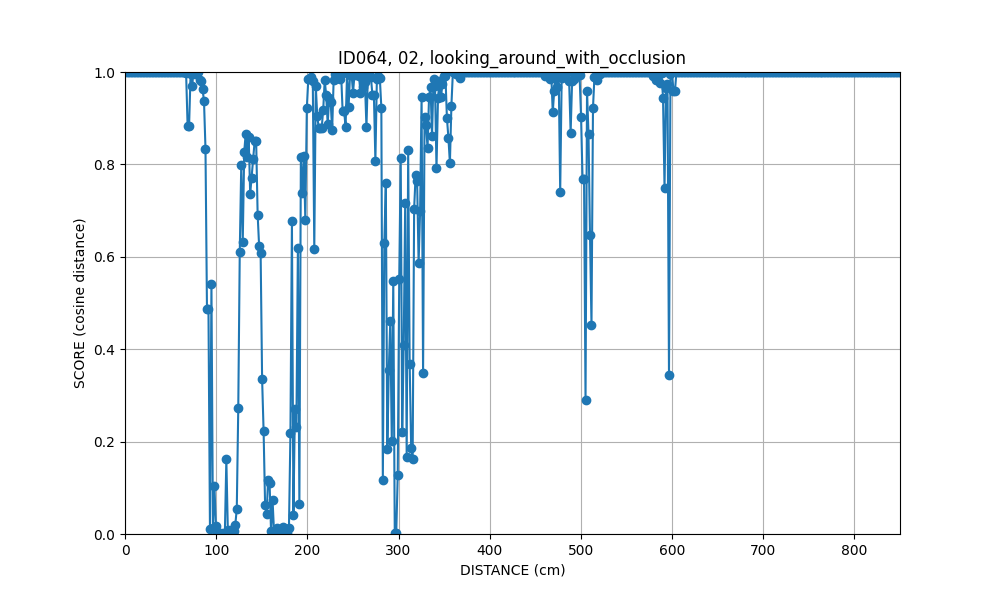 ID064, 02, looking_around_with_occlusion
SCORE (cosine distance)
1.0
0.8
0.6
0.4
0.2
0.0
0 100 200 300 400 500 600 700 800
DISTANCE (cm)